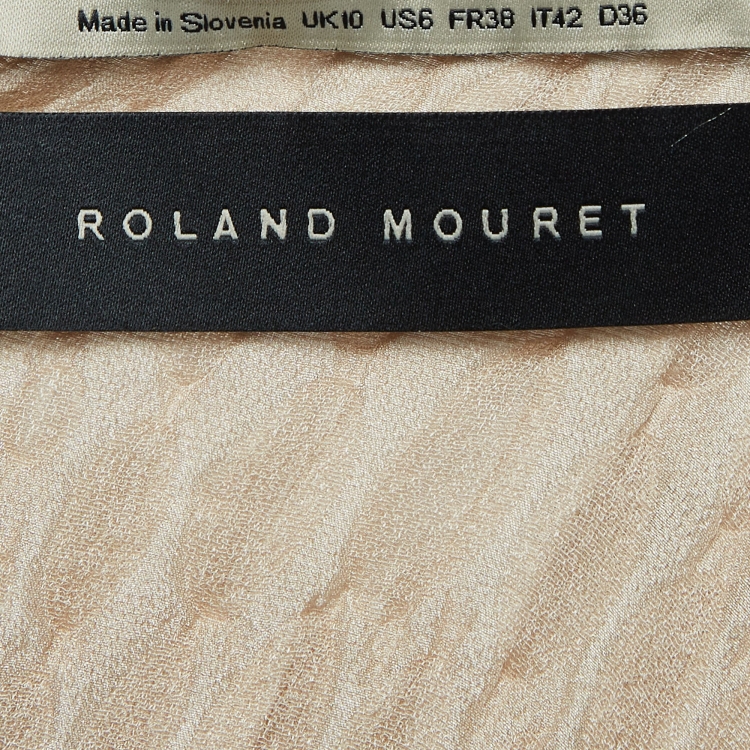 Made in Slovenia UK10 US6 FR38 IT42 D36
ROLAND MOURET